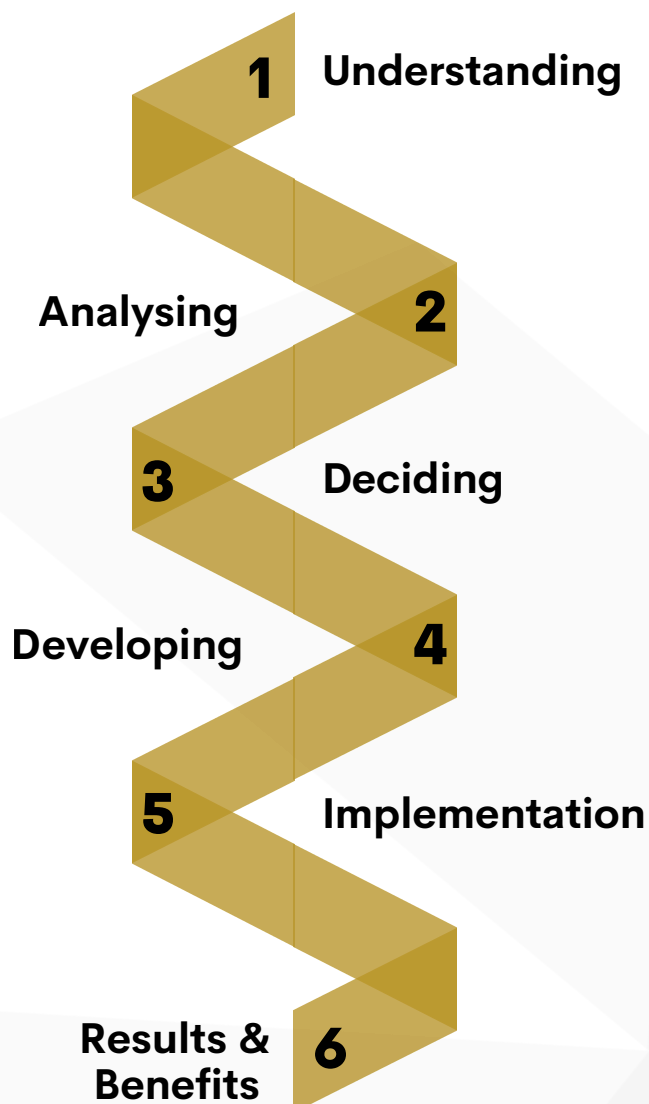 1 Understanding
Analysing 2
3 Deciding
Developing 4
5 Implementation
Results & 6
Benefits